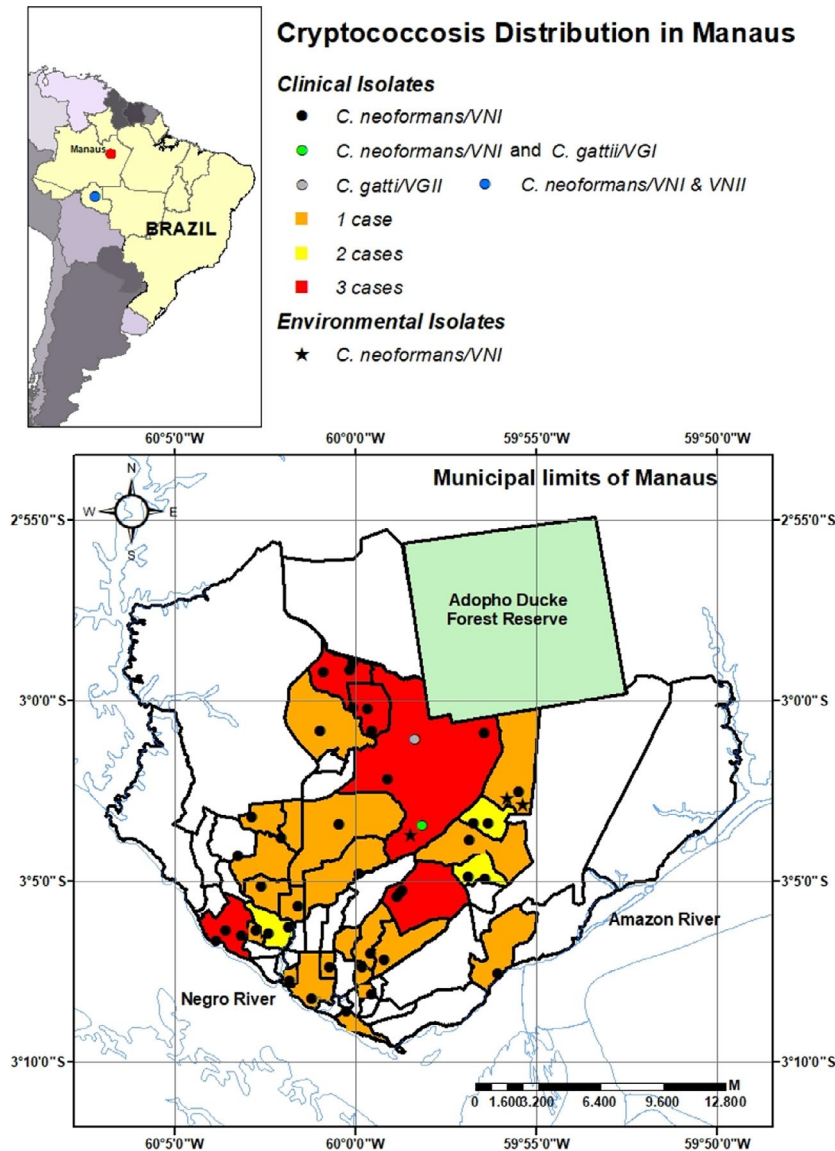 Cryptococcosis Distribution in Manaus
Clinical Isolates
C. neoformans/VNI
C. neoformans/VNI and C. gattii/VGI
C. gatti/VGII
C. neoformans/VNI & VNII
1 case
2 cases
3 cases
Environmental Isolates
C. neoformans/VNI
Manaus
BRAZIL
60°50'0"W 60°00'0"W 59°55'0"W 59°50'0"W
Municipal limits of Manaus
N
W E
S
2°55'0"S 2°55'0"S
Adopho Ducke
Forest Reserve
3°0'0"S 3°0'0"S
3°5'0"S 3°5'0"S
Amazon River
Negro River
3°10'0"S 3°10'0"S
M
0 1.600 3.200 6.400 9.600 12.800
60°50'0"W 60°00'0"W 59°55'0"W 59°50'0"W